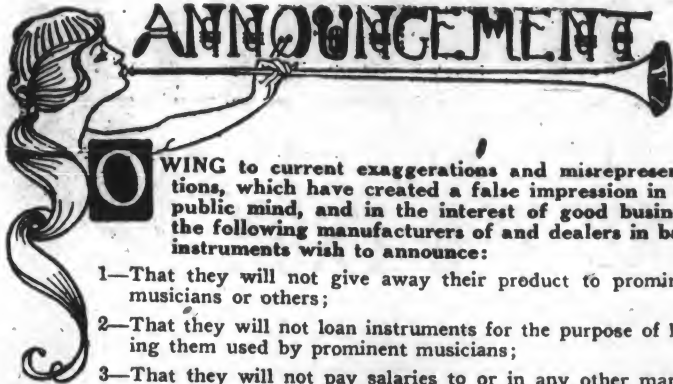 ANNOUNCEMENT
OWING to current exaggerations and misrepresen
tions, which have created a false impression in
public mind, and in the interest of good busin
the following manufacturers of and dealers in b
instruments wish to announce:
1—That they will not give away their product to promin
musicians or others;
2—That they will not loan instruments for the purpose of
ing them used by prominent musicians;
3—That they will not pay salaries to or in any other man